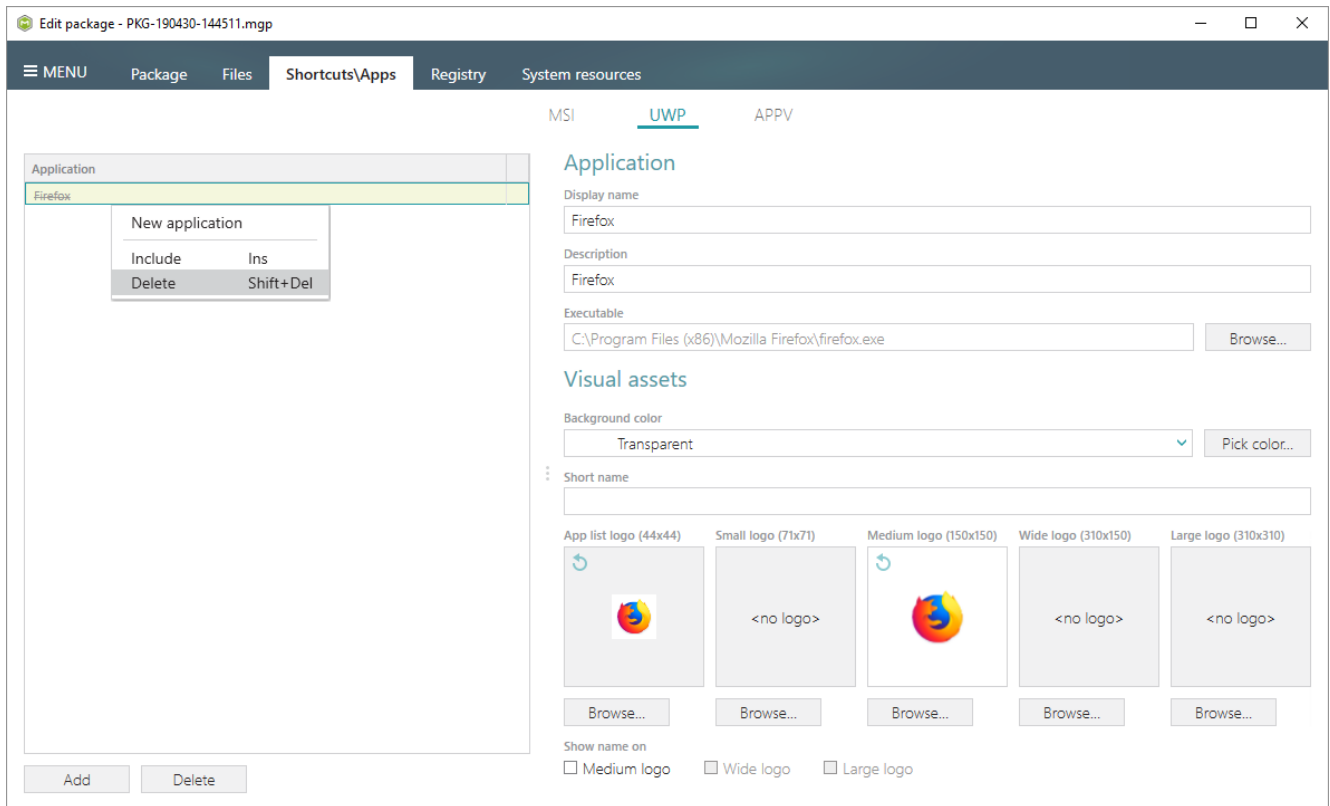 Edit package - PKG-190430-144511.mgp
MENU Package Files Shortcuts\Apps Registry System resources
MSI UWP APPV
Application
Firefox
New application
Include Ins
Delete Shift+Del
Add Delete
Application
Display name
Firefox
Description
Firefox
Executable
C:\Program Files (x86)\Mozilla Firefox\firefox.exe Browse...
Visual assets
Background color
Transparent Pick color...
Short name
App list logo (44x44) Small logo (71x71) Medium logo (150x150) Wide logo (310x150) Large logo (310x310)
<no logo> <no logo> <no logo>
Browse... Browse... Browse... Browse... Browse...
Show name on
Medium logo Wide logo Large logo